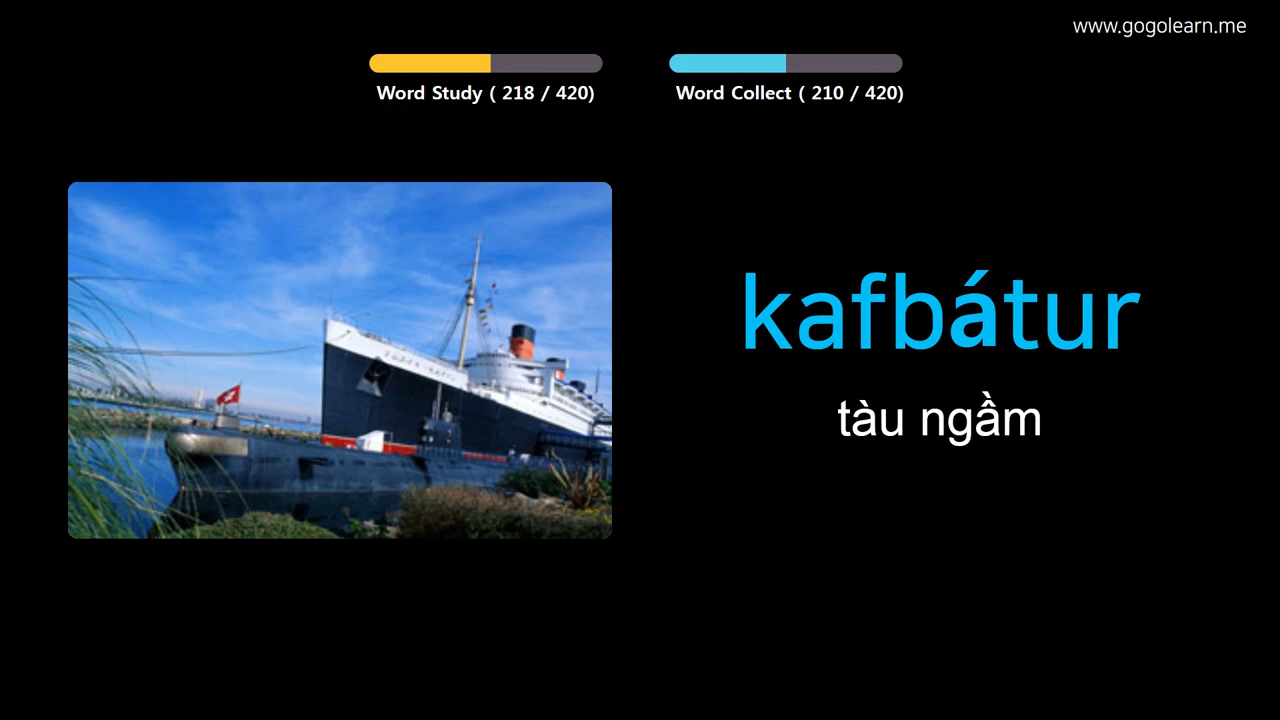 www.gogolearn.me
Word Study ( 218 / 420)
Word Collect ( 210 / 420)
kafbátur
tàu ngầm